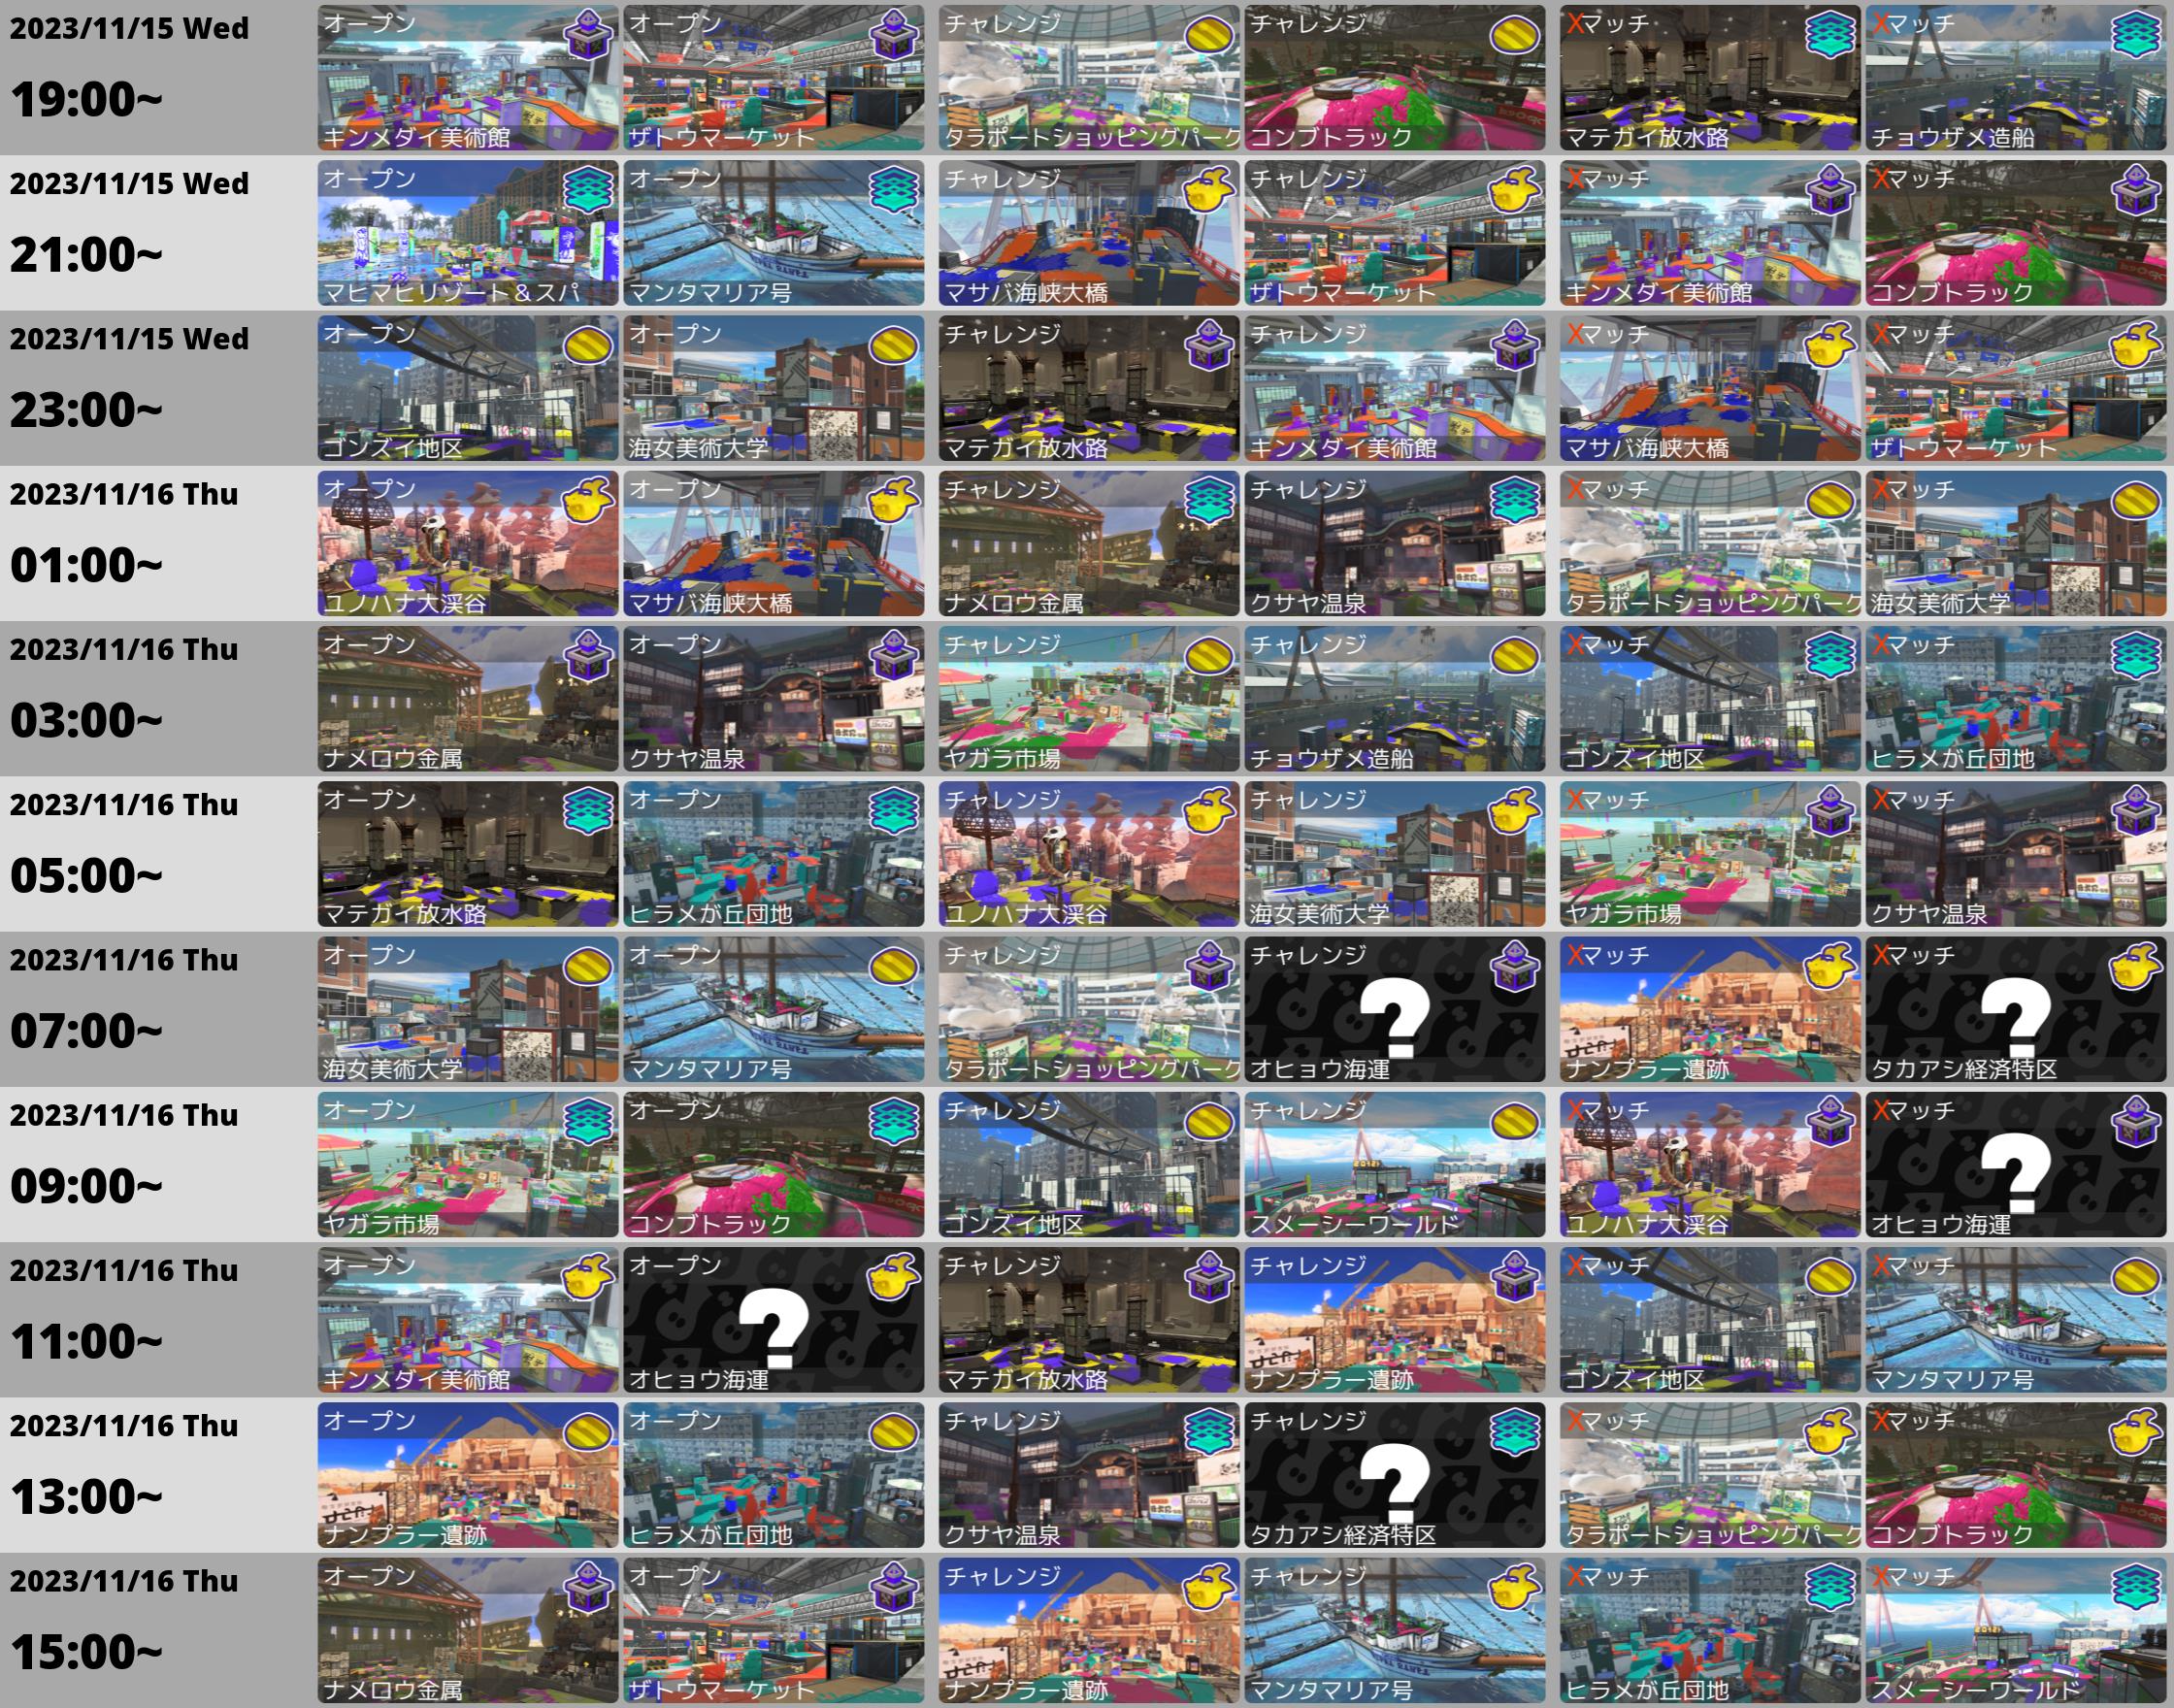 2023/11/15 Wed
19:00~
オープン
キンメダイ美術館
オープン
ザトウマーケット
チャレンジ
タラポートショッピングパーク
チャレンジ
コンブトラック
Xマッチ
マテガイ放水路
Xマッチ
チョウザメ造船
2023/11/15 Wed
21:00~
オープン
マヒマヒリゾート＆スパ
オープン
マンタマリア号
チャレンジ
マサバ海峡大橋
チャレンジ
ザトウマーケット
Xマッチ
キンメダイ美術館
Xマッチ
コンブトラック
2023/11/15 Wed
23:00~
オープン
ゴンズイ地区
オープン
海女美術大学
チャレンジ
マテガイ放水路
チャレンジ
キンメダイ美術館
Xマッチ
マサバ海峡大橋
Xマッチ
ザトウマーケット
2023/11/16 Thu
01:00~
オープン
ユノハナ大渓谷
オープン
マサバ海峡大橋
チャレンジ
ナメロウ金属
チャレンジ
クサヤ温泉
Xマッチ
タラポートショッピングパーク
Xマッチ
海女美術大学
2023/11/16 Thu
03:00~
オープン
ナメロウ金属
オープン
クサヤ温泉
チャレンジ
ヤガラ市場
チャレンジ
チョウザメ造船
Xマッチ
ゴンズイ地区
Xマッチ
ヒラメが丘団地
2023/11/16 Thu
05:00~
オープン
マテガイ放水路
オープン
ヒラメが丘団地
チャレンジ
ユノハナ大渓谷
チャレンジ
海女美術大学
Xマッチ
ヤガラ市場
Xマッチ
クサヤ温泉
2023/11/16 Thu
07:00~
オープン
海女美術大学
オープン
マンタマリア号
チャレンジ
タラポートショッピングパーク
チャレンジ
?
オヒョウ海運
Xマッチ
ナンプラー遺跡
Xマッチ
?
タカアシ経済特区
2023/11/16 Thu
09:00~
オープン
ヤガラ市場
オープン
コンブトラック
チャレンジ
ゴンズイ地区
チャレンジ
スメーシーワールド
Xマッチ
ユノハナ大渓谷
Xマッチ
?
オヒョウ海運
2023/11/16 Thu
11:00~
オープン
キンメダイ美術館
オープン
?
オヒョウ海運
チャレンジ
マテガイ放水路
チャレンジ
ナンプラー遺跡
Xマッチ
ゴンズイ地区
Xマッチ
マンタマリア号
2023/11/16 Thu
13:00~
オープン
ナンプラー遺跡
オープン
ヒラメが丘団地
チャレンジ
クサヤ温泉
チャレンジ
?
タカアシ経済特区
Xマッチ
タラポートショッピングパーク
Xマッチ
コンブトラック
2023/11/16 Thu
15:00~
オープン
ナメロウ金属
オープン
ザトウマーケット
チャレンジ
ナンプラー遺跡
チャレンジ
マンタマリア号
Xマッチ
ヒラメが丘団地
Xマッチ
スメーシーワールド